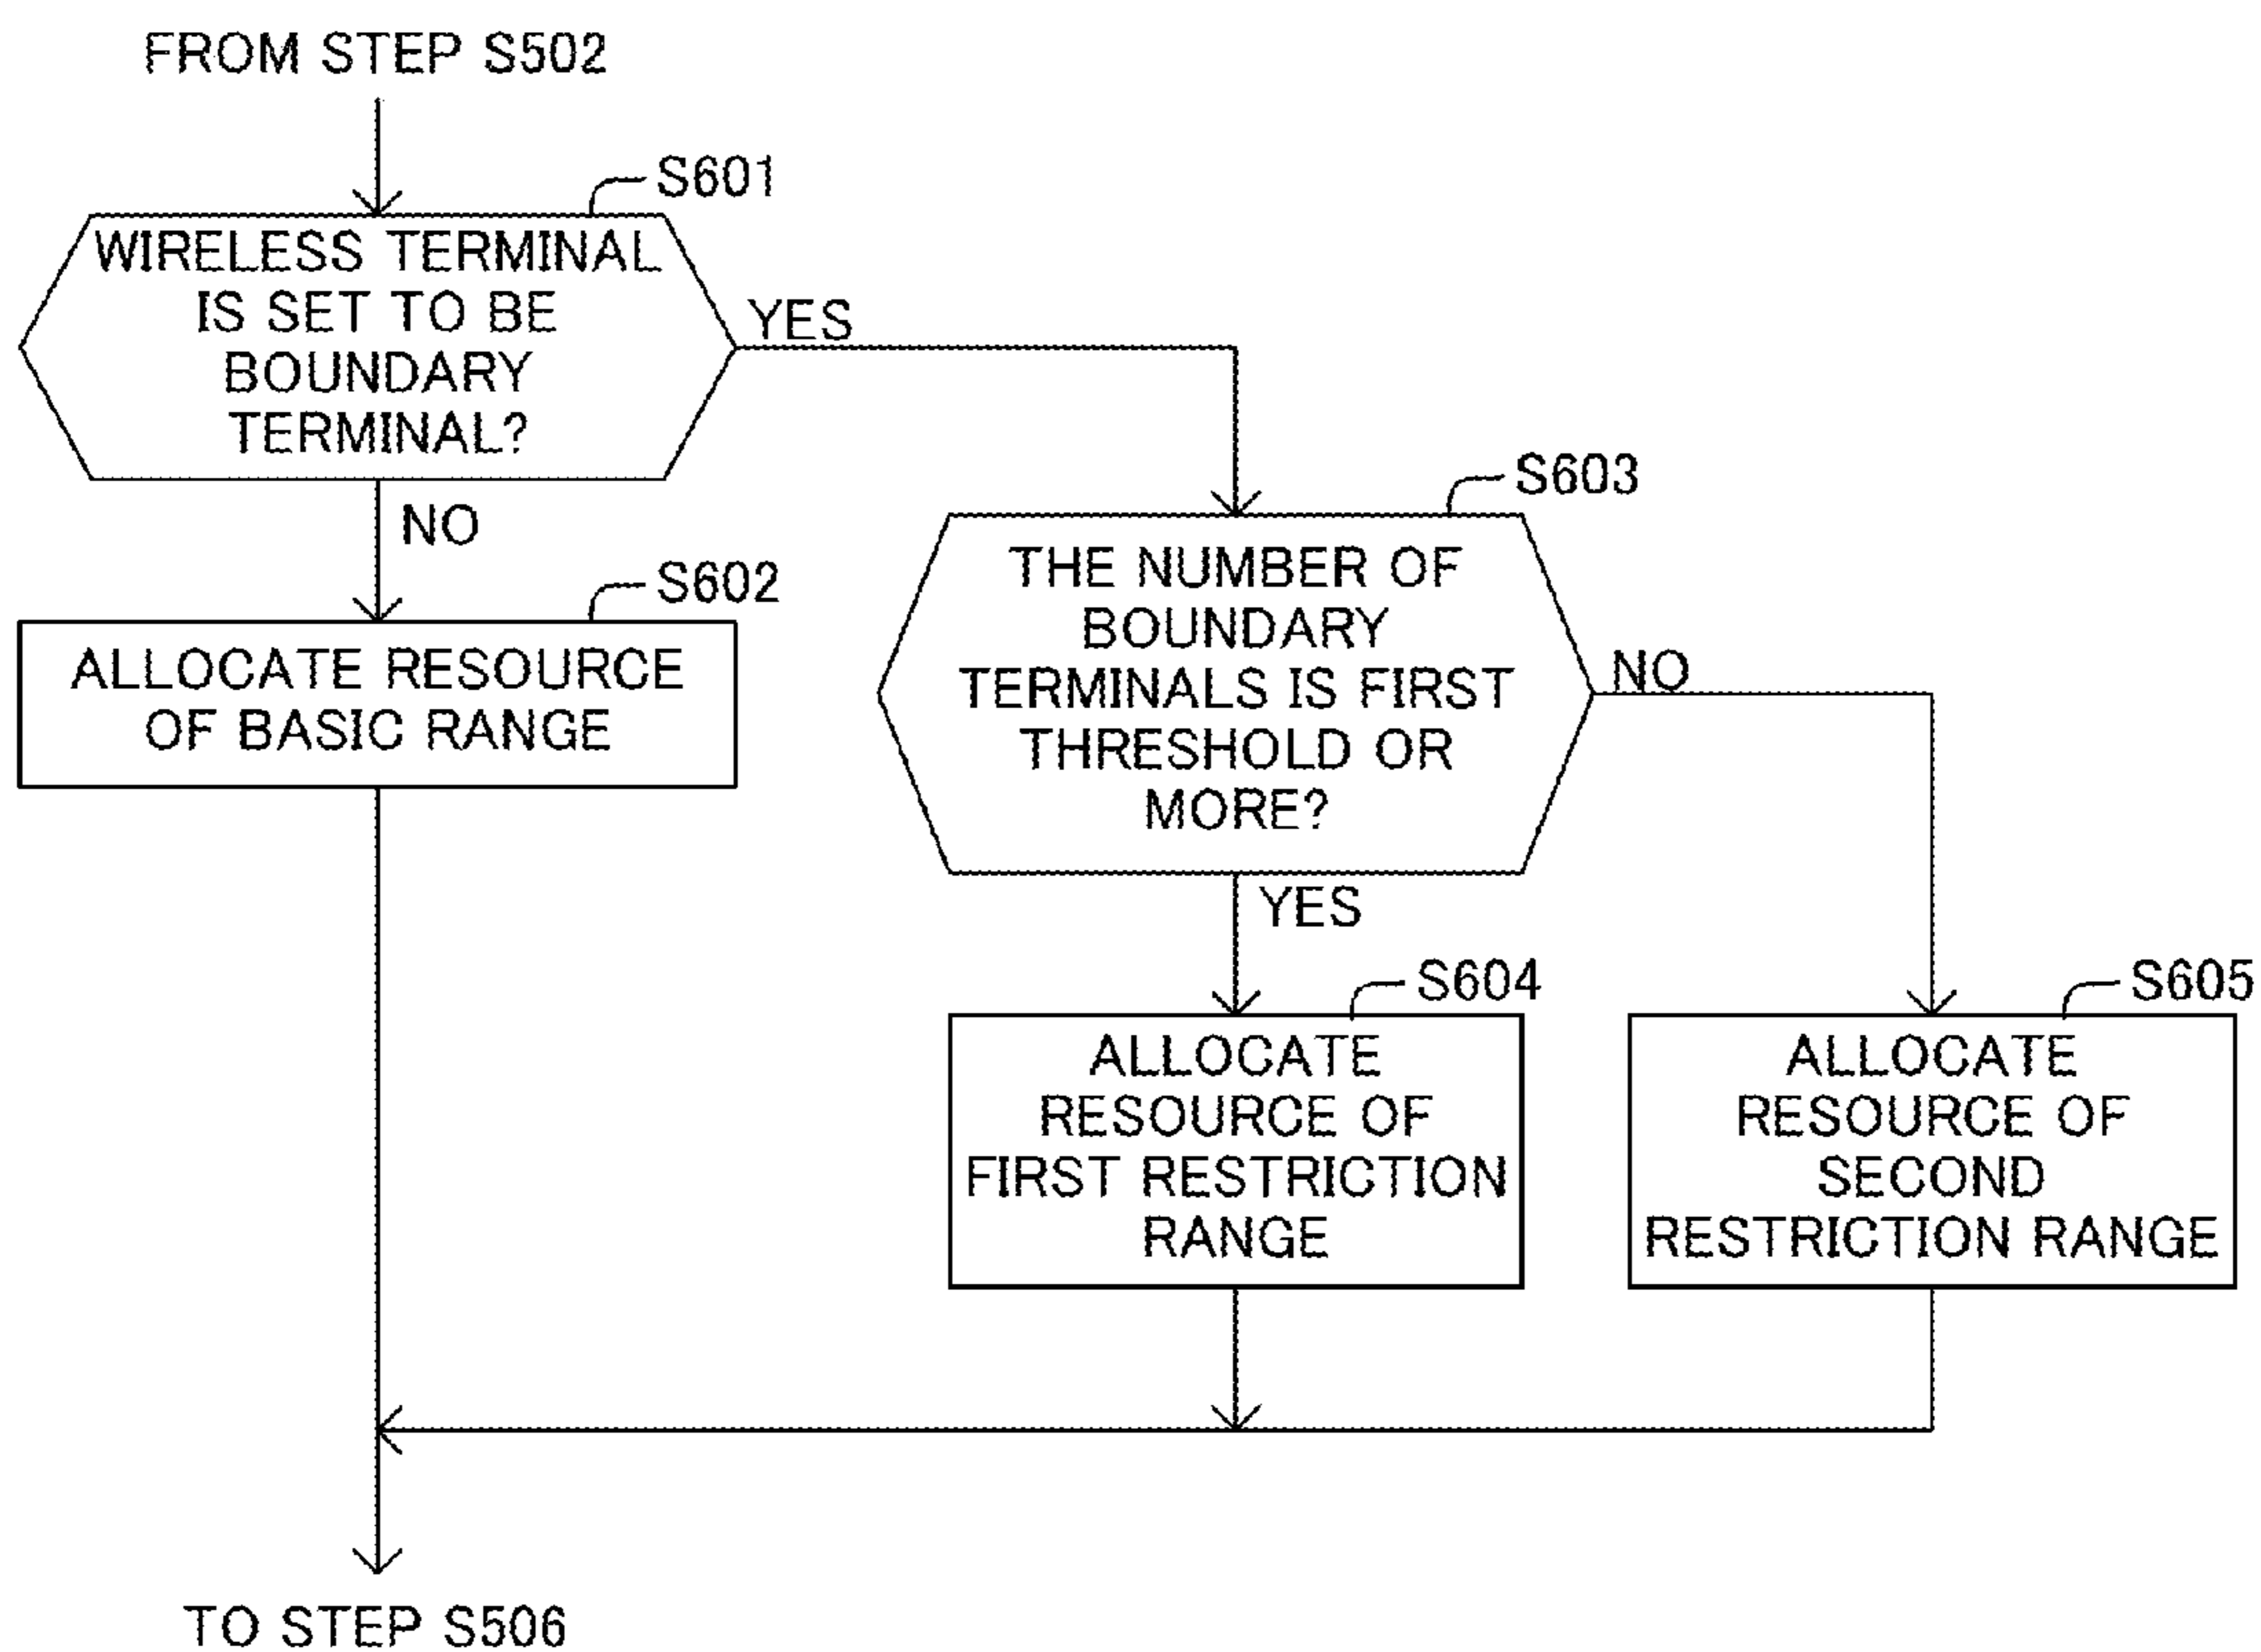 FROM STEP S502
S601
WIRELESS TERMINAL
IS SET TO BE
BOUNDARY
TERMINAL?
YES
NO
S602
ALLOCATE RESOURCE
OF BASIC RANGE
S603
THE NUMBER OF
BOUNDARY
TERMINALS IS FIRST
THRESHOLD OR
MORE?
NO
YES
S604
ALLOCATE
RESOURCE OF
FIRST RESTRICTION
RANGE
S605
ALLOCATE
RESOURCE OF
SECOND
RESTRICTION RANGE
TO STEP S506